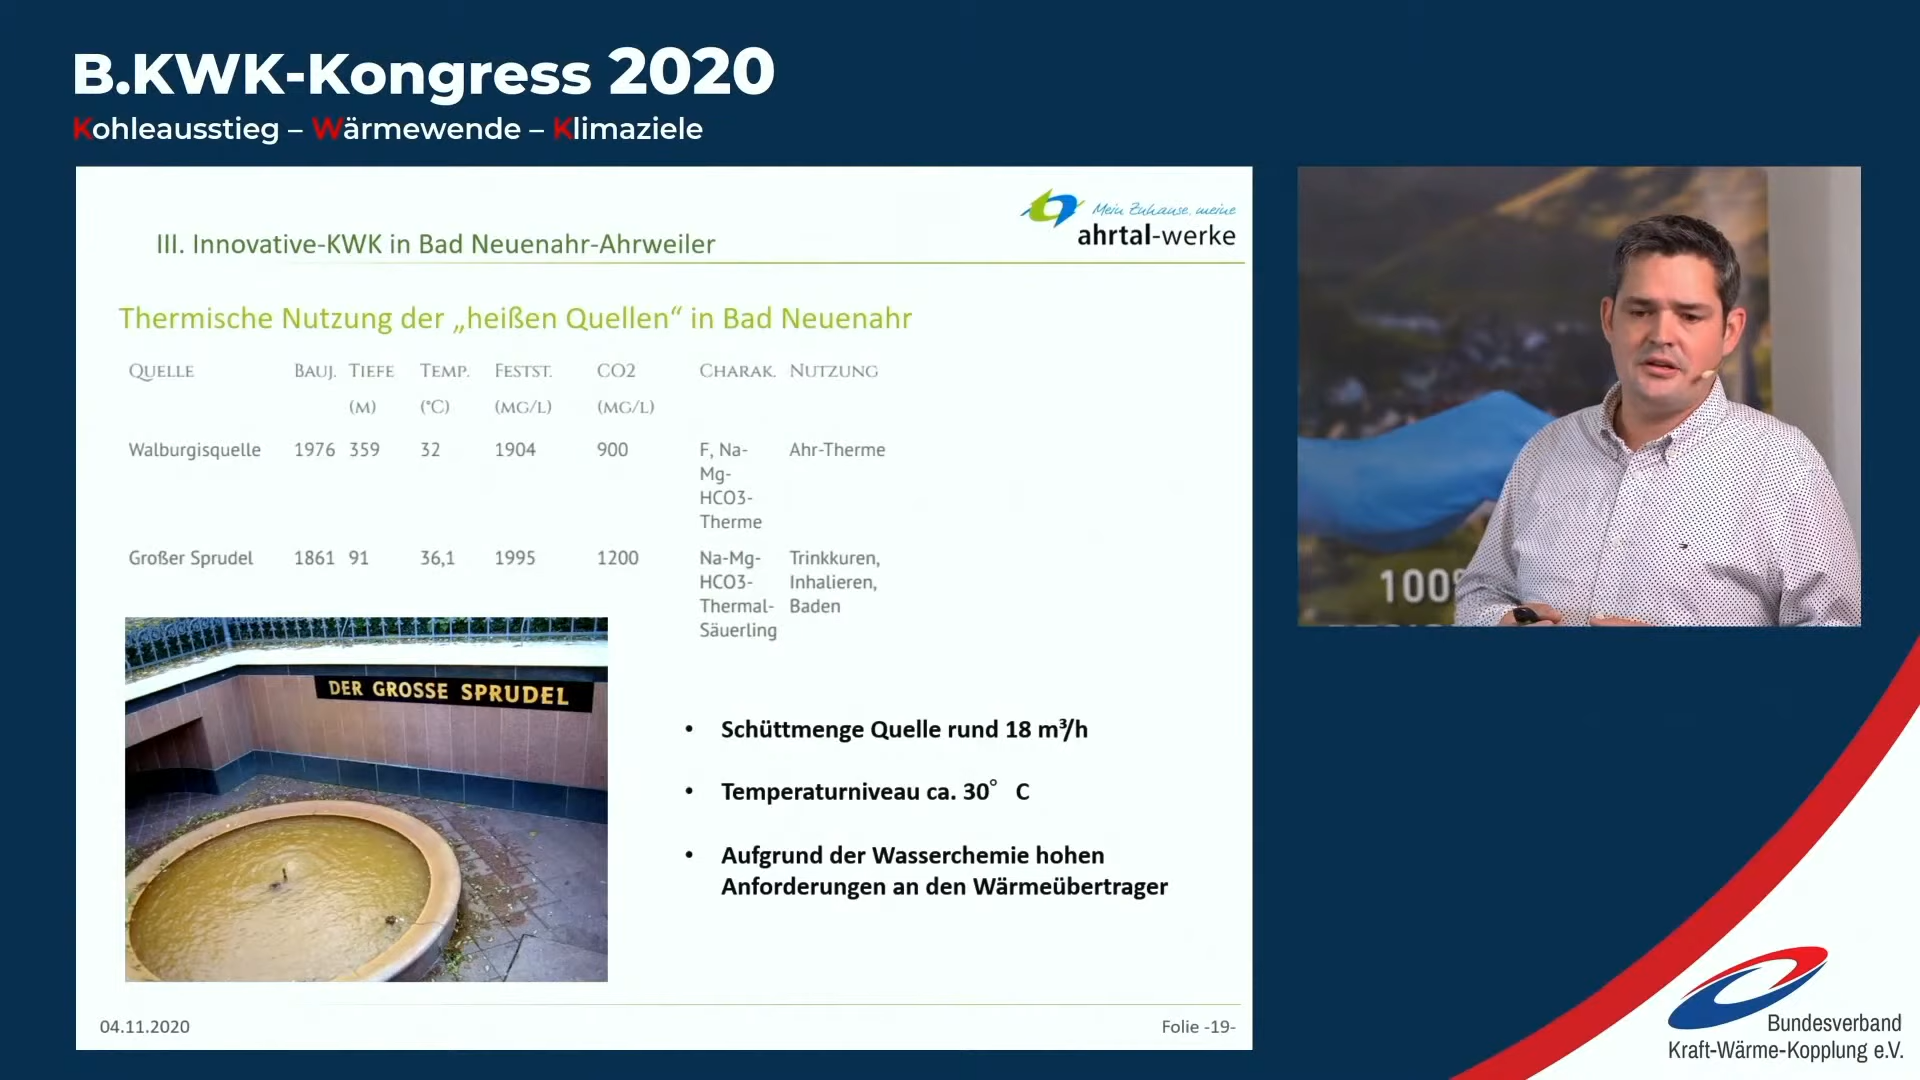 B.KWK-Kongress 2020
Kohleausstieg – Wärmewende – Klimaziele
Mein Zuhause, meine
ahrtal-werke
III. Innovative-KWK in Bad Neuenahr-Ahrweiler
Thermische Nutzung der „heißen Quellen“ in Bad Neuenahr
QUELLE BAUJ. TIEFE TEMP. FESTST. CO2 CHARAK. NUTZUNG
(M) (°C) (MG/L) (MG/L)
Walburgisquelle 1976 359 32 1904 900 F, Na- Ahr-Therme
Mg-
HCO3-
Therme
Großer Sprudel 1861 91 36,1 1995 1200 Na-Mg- Trinkkuren,
HCO3- Inhalieren,
Thermal- Baden
Säuerling
DER GROSSE SPRUDEL
• Schüttmenge Quelle rund 18 m³/h
• Temperaturniveau ca. 30° C
• Aufgrund der Wasserchemie hohen
Anforderungen an den Wärmeübertrager
04.11.2020 Folie -19-
100
Bundesverband
Kraft-Wärme-Kopplung e.V.